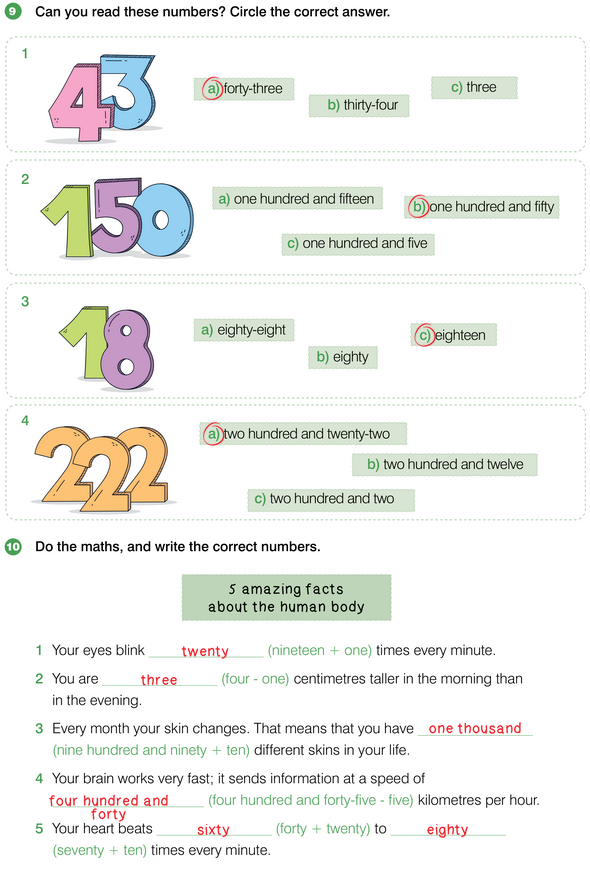 9 Can you read these numbers? Circle the correct answer.
1
43
a) forty-three
b) thirty-four
c) three
2
150
a) one hundred and fifteen
b) one hundred and fifty
c) one hundred and five
3
18
a) eighty-eight
b) eighty
c) eighteen
4
222
a) two hundred and twenty-two
b) two hundred and twelve
c) two hundred and two
10 Do the maths, and write the correct numbers.
5 amazing facts
about the human body
1 Your eyes blink twenty (nineteen + one) times every minute.
2 You are three (four - one) centimetres taller in the morning than
in the evening.
3 Every month your skin changes. That means that you have one thousand
(nine hundred and ninety + ten) different skins in your life.
4 Your brain works very fast; it sends information at a speed of
four hundred and forty (four hundred and forty-five - five) kilometres per hour.
5 Your heart beats sixty (forty + twenty) to eighty
(seventy + ten) times every minute.